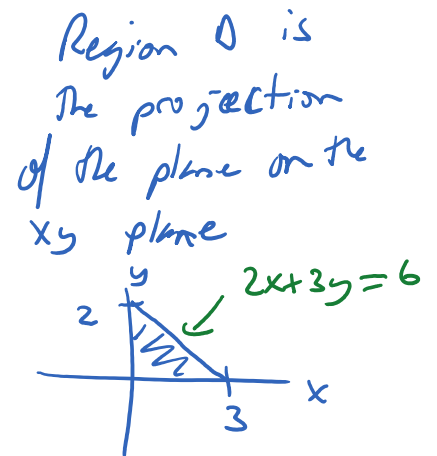 Region D is
the projection
of the plane on the
xy plane
y
2x+3y=6
2
x
3